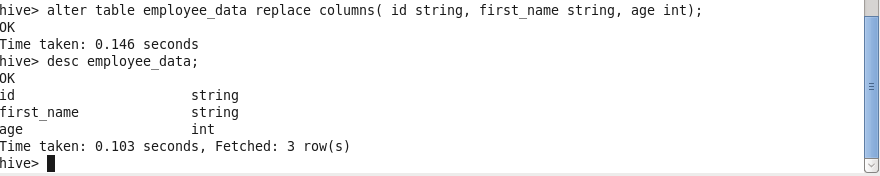 hive> alter table employee_data replace columns( id string, first_name string, age int);
OK
Time taken: 0.146 seconds
hive> desc employee_data;
OK
id                      string
first_name              string
age                     int
Time taken: 0.103 seconds, Fetched: 3 row(s)
hive>